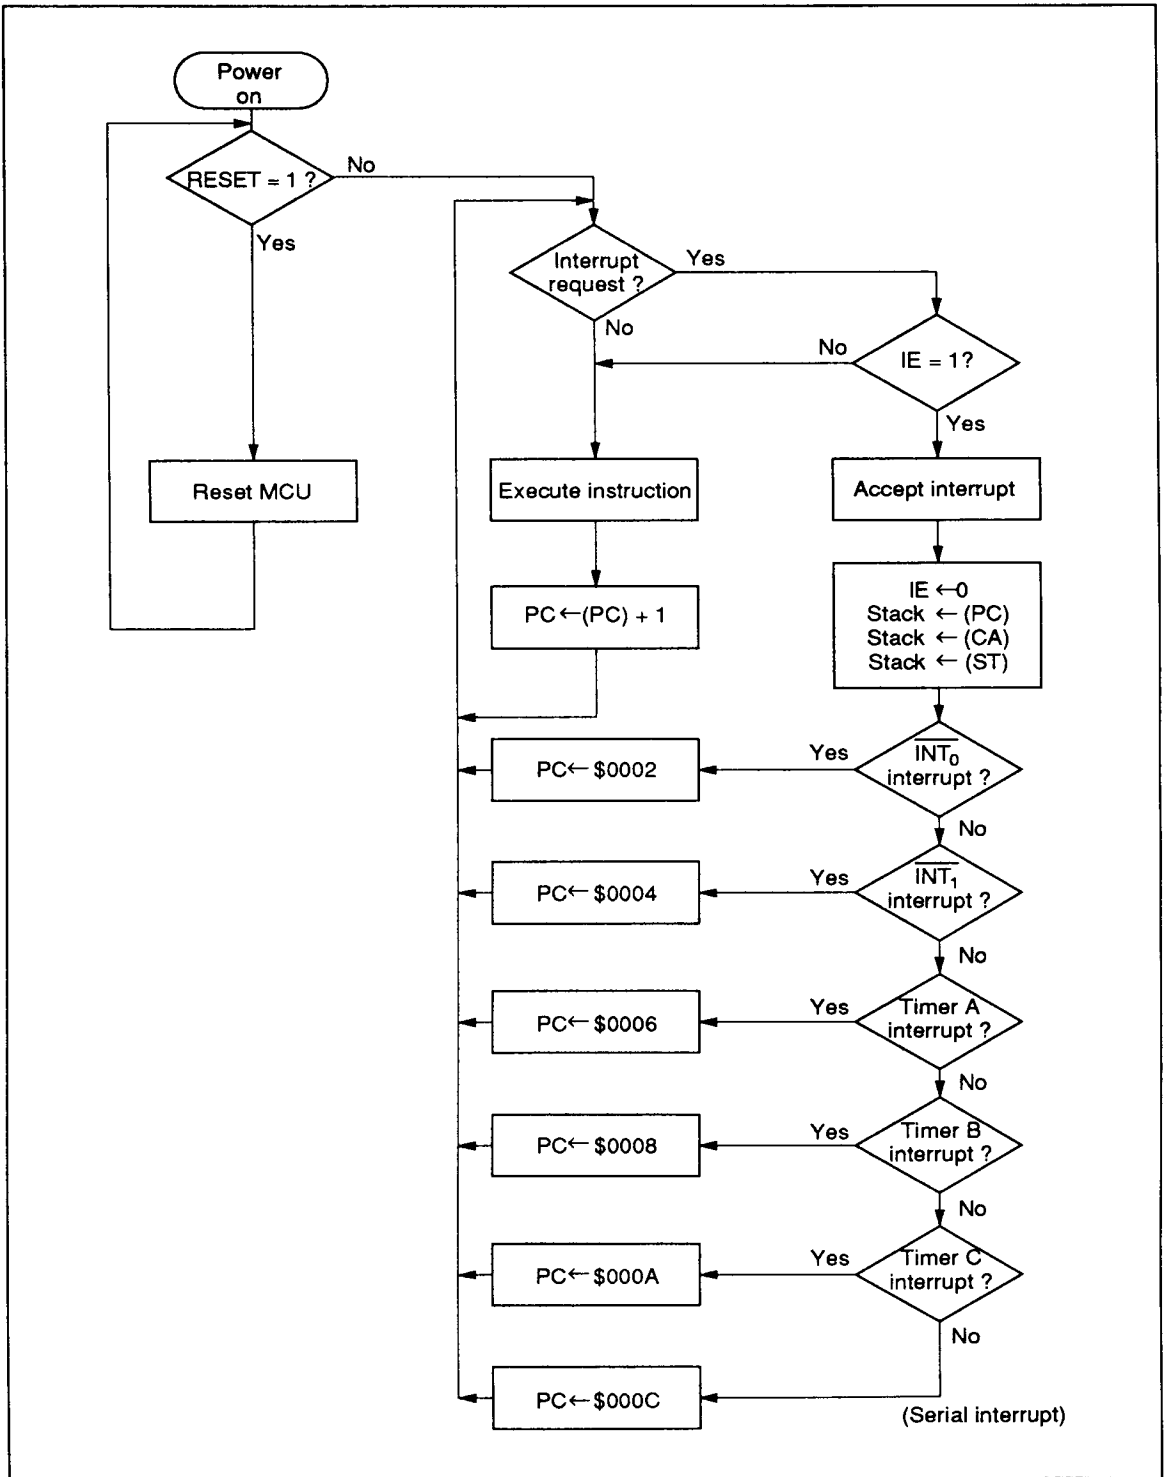 Power
on
RESET = 1 ?
No
Yes
Reset MCU
Interrupt
request ?
Yes
No
IE = 1?
No
Yes
Execute instruction
Accept interrupt
PC←(PC) + 1
IE ←0
Stack ← (PC)
Stack ← (CA)
Stack ← (ST)
INT0
interrupt ?
Yes
PC← $0002
No
INT1
interrupt ?
Yes
PC← $0004
No
Timer A
interrupt ?
Yes
PC← $0006
No
Timer B
interrupt ?
Yes
PC← $0008
No
Timer C
interrupt ?
Yes
PC← $000A
No
PC← $000C
(Serial interrupt)